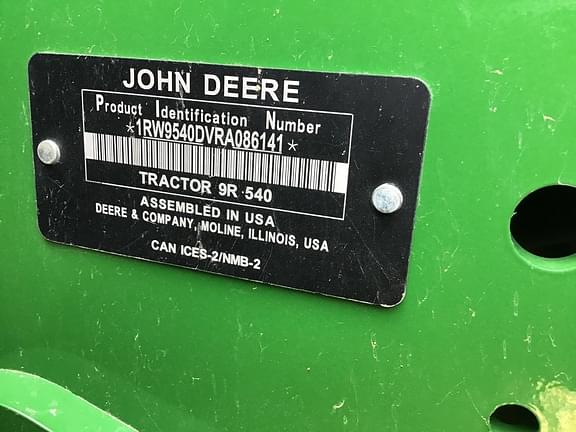 JOHN DEERE
Product Identification Number
*1RW9540DVRA086141*
TRACTOR 9R 540
ASSEMBLED IN USA
DEERE & COMPANY, MOLINE, ILLINOIS, USA
CAN ICES-2/NMB-2